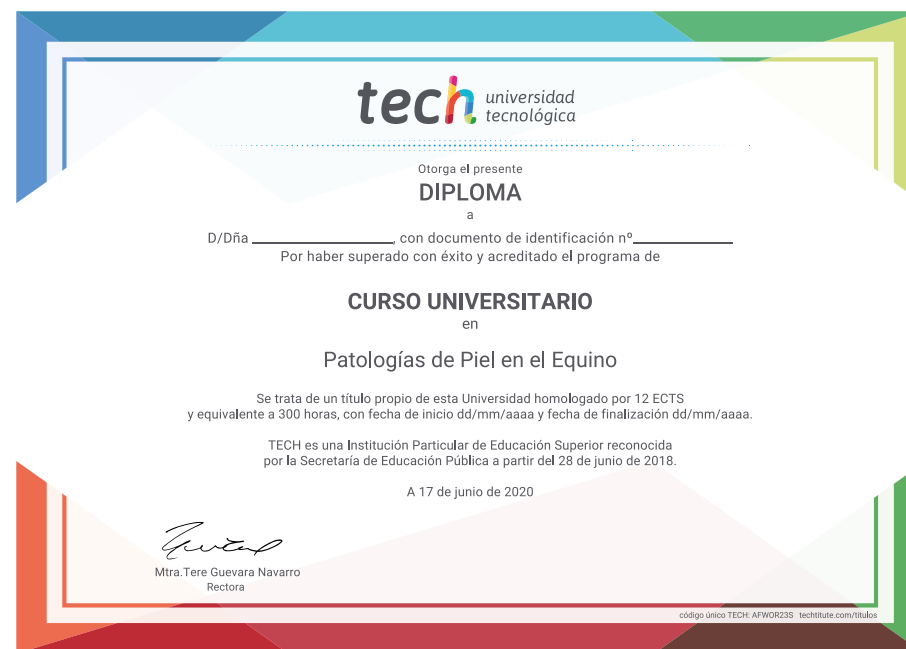 tech universidad
tecnológica
Otorga el presente
DIPLOMA
a
D/Dña ____________________, con documento de identificación nº______________
Por haber superado con éxito y acreditado el programa de
CURSO UNIVERSITARIO
en
Patologías de Piel en el Equino
Se trata de un título propio de esta Universidad homologado por 12 ECTS
y equivalente a 300 horas, con fecha de inicio dd/mm/aaaa y fecha de finalización dd/mm/aaaa.
TECH es una Institución Particular de Educación Superior reconocida
por la Secretaría de Educación Pública a partir del 28 de junio de 2018.
A 17 de junio de 2020
Mtra.Tere Guevara Navarro
Rectora
código único TECH: AFWOR23S techtitute.com/titulos